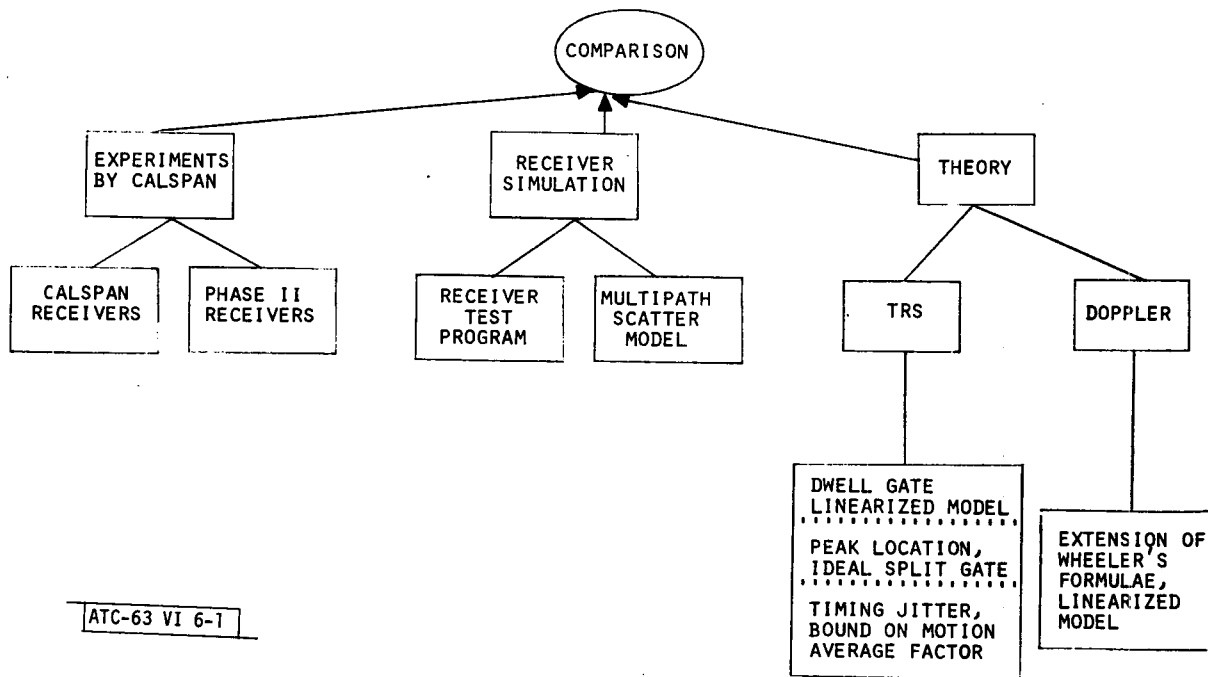 COMPARISON
EXPERIMENTS
BY CALSPAN
RECEIVER
SIMULATION
THEORY
CALSPAN
RECEIVERS
PHASE II
RECEIVERS
RECEIVER
TEST
PROGRAM
MULTIPATH
SCATTER
MODEL
TRS
DOPPLER
DWELL GATE
LINEARIZED MODEL
PEAK LOCATION,
IDEAL SPLIT GATE
TIMING JITTER,
BOUND ON MOTION
AVERAGE FACTOR
EXTENSION OF
WHEELER'S
FORMULAE,
LINEARIZED
MODEL
ATC-63 VI 6-1